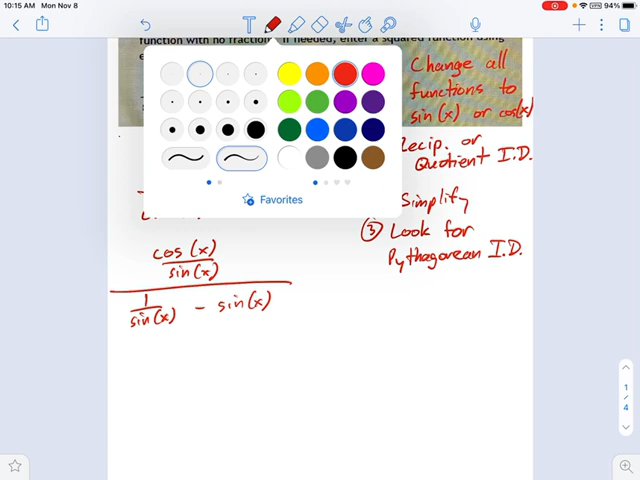 10:15 AM Mon Nov 8
94%
T
function with no fraction. If needed, enter a squared function using
Change all
functions to
sin(x) or cos(x)
Recip. or
Quotient I.D.
Simplify
③ Look for
Pythagorean I.D.
Favorites
cos(x)
sin(x)
1
sin(x) - sin(x)
1
/
4